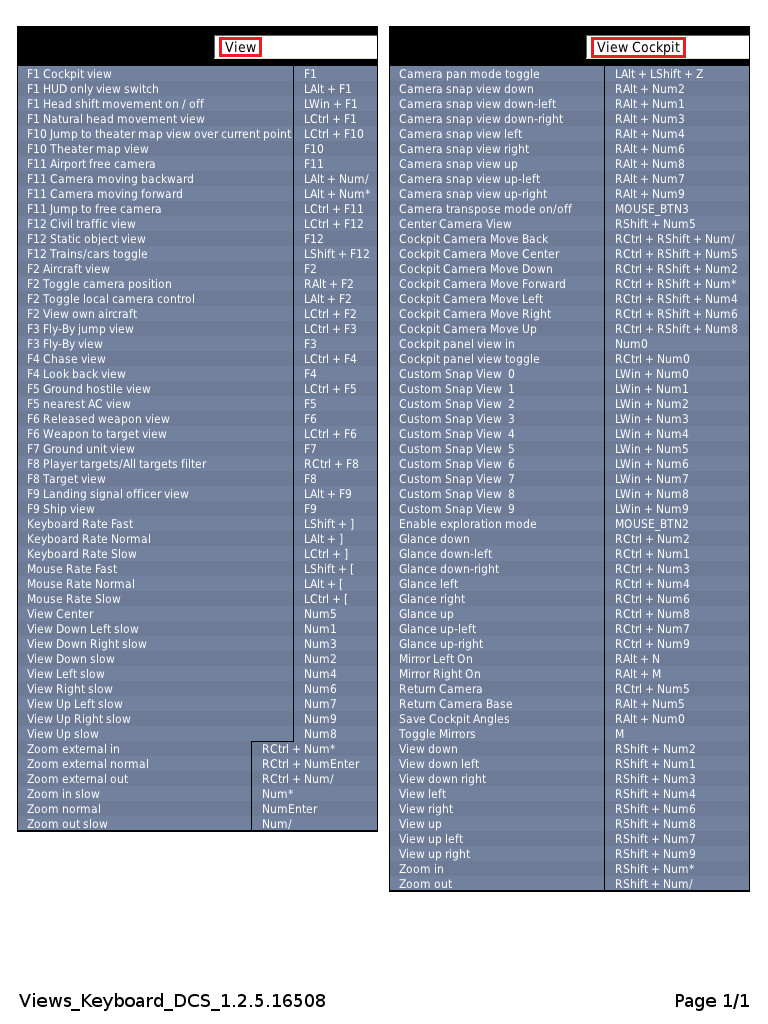 View
F1 Cockpit view F1
F1 HUD only view switch LAlt + F1
F1 Head shift movement on / off LWin + F1
F1 Natural head movement view LCtrl + F1
F10 Jump to theater map view over current point LCtrl + F10
F10 Theater map view F10
F11 Airport free camera F11
F11 Camera moving backward LAlt + Num/
F11 Camera moving forward LAlt + Num*
F11 Jump to free camera LCtrl + F11
F12 Civil traffic view LCtrl + F12
F12 Static object view F12
F12 Trains/cars toggle LShift + F12
F2 Aircraft view F2
F2 Toggle camera position RAlt + F2
F2 Toggle local camera control LAlt + F2
F2 View own aircraft LCtrl + F2
F3 Fly-By jump view LCtrl + F3
F3 Fly-By view F3
F4 Chase view LCtrl + F4
F4 Look back view F4
F5 Ground hostile view LCtrl + F5
F5 nearest AC view F5
F6 Released weapon view F6
F6 Weapon to target view LCtrl + F6
F7 Ground unit view F7
F8 Player targets/All targets filter RCtrl + F8
F8 Target view F8
F9 Landing signal officer view LAlt + F9
F9 Ship view F9
Keyboard Rate Fast LShift + ]
Keyboard Rate Normal LAlt + ]
Keyboard Rate Slow LCtrl + ]
Mouse Rate Fast LShift + [
Mouse Rate Normal LAlt + [
Mouse Rate Slow LCtrl + [
View Center Num5
View Down Left slow Num1
View Down Right slow Num3
View Down slow Num2
View Left slow Num4
View Right slow Num6
View Up Left slow Num7
View Up Right slow Num9
View Up slow Num8
Zoom external in RCtrl + Num*
Zoom external normal RCtrl + NumEnter
Zoom external out RCtrl + Num/
Zoom in slow Num*
Zoom normal NumEnter
Zoom out slow Num/
View Cockpit
Camera pan mode toggle LAlt + LShift + Z
Camera snap view down RAlt + Num2
Camera snap view down-left RAlt + Num1
Camera snap view down-right RAlt + Num3
Camera snap view left RAlt + Num4
Camera snap view right RAlt + Num6
Camera snap view up RAlt + Num8
Camera snap view up-left RAlt + Num7
Camera snap view up-right RAlt + Num9
Camera transpose mode on/off MOUSE_BTN3
Center Camera View RShift + Num5
Cockpit Camera Move Back RCtrl + RShift + Num/
Cockpit Camera Move Center RCtrl + RShift + Num5
Cockpit Camera Move Down RCtrl + RShift + Num2
Cockpit Camera Move Forward RCtrl + RShift + Num*
Cockpit Camera Move Left RCtrl + RShift + Num4
Cockpit Camera Move Right RCtrl + RShift + Num6
Cockpit Camera Move Up RCtrl + RShift + Num8
Cockpit panel view in Num0
Cockpit panel view toggle RCtrl + Num0
Custom Snap View 0 LWin + Num0
Custom Snap View 1 LWin + Num1
Custom Snap View 2 LWin + Num2
Custom Snap View 3 LWin + Num3
Custom Snap View 4 LWin + Num4
Custom Snap View 5 LWin + Num5
Custom Snap View 6 LWin + Num6
Custom Snap View 7 LWin + Num7
Custom Snap View 8 LWin + Num8
Custom Snap View 9 LWin + Num9
Enable exploration mode MOUSE_BTN2
Glance down RCtrl + Num2
Glance down-left RCtrl + Num1
Glance down-right RCtrl + Num3
Glance left RCtrl + Num4
Glance right RCtrl + Num6
Glance up RCtrl + Num8
Glance up-left RCtrl + Num7
Glance up-right RCtrl + Num9
Mirror Left On RAlt + N
Mirror Right On RAlt + M
Return Camera RCtrl + Num5
Return Camera Base RAlt + Num5
Save Cockpit Angles RAlt + Num0
Toggle Mirrors M
View down RShift + Num2
View down left RShift + Num1
View down right RShift + Num3
View left RShift + Num4
View right RShift + Num6
View up RShift + Num8
View up left RShift + Num7
View up right RShift + Num9
Zoom in RShift + Num*
Zoom out RShift + Num/
Views_Keyboard_DCS_1.2.5.16508 Page 1/1